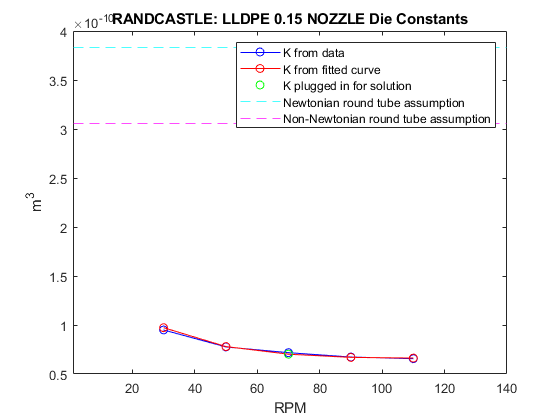 ×10^-10
RANDCASTLE: LLDPE 0.15 NOZZLE Die Constants
K from data
K from fitted curve
K plugged in for solution
Newtonian round tube assumption
Non-Newtonian round tube assumption
4
3.5
3
2.5
2
1.5
1
0.5
m³
20 40 60 80 100 120 140
RPM